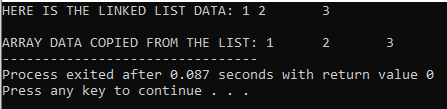 HERE IS THE LINKED LIST DATA: 1 2       3
ARRAY DATA COPIED FROM THE LIST: 1       2       3
--------------------------------
Process exited after 0.087 seconds with return value 0
Press any key to continue . . .